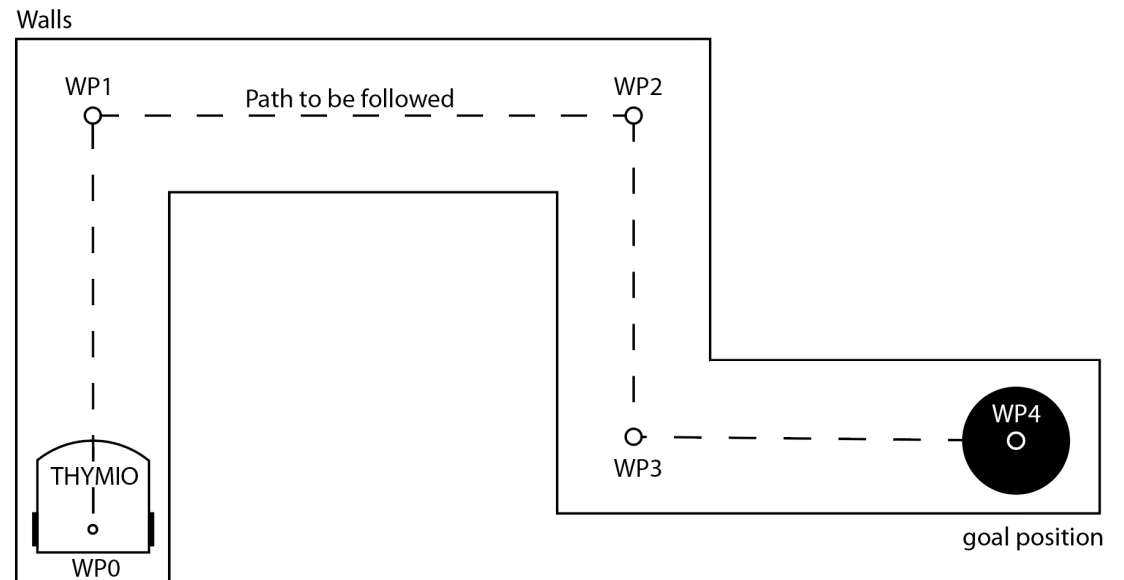 Walls
WP1
Path to be followed
WP2
THYMIO
WP0
WP3
WP4
goal position